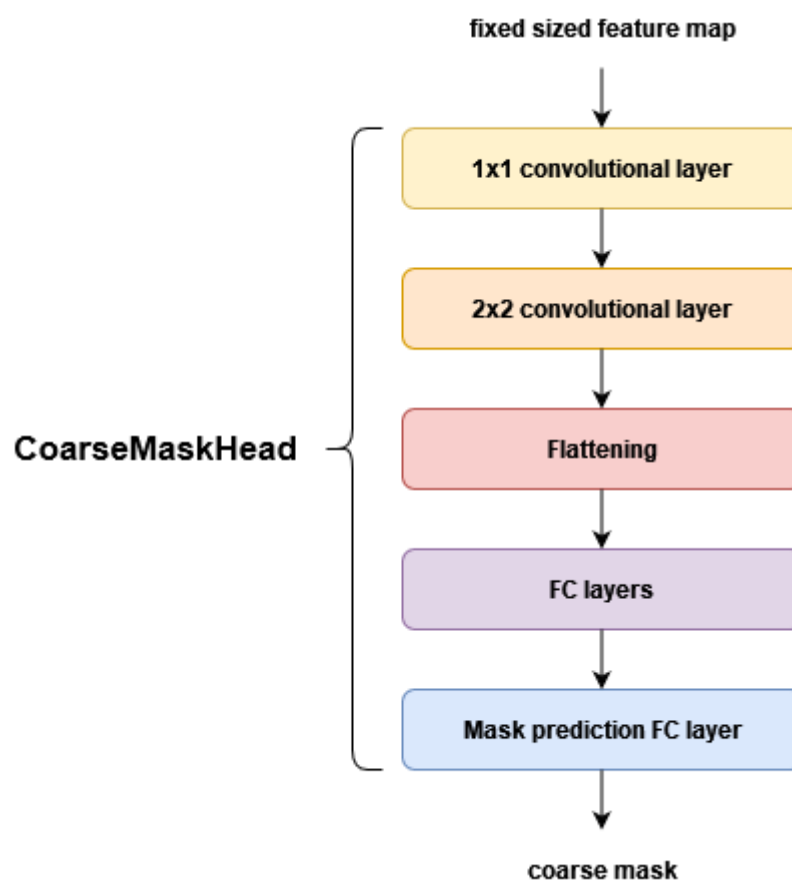 fixed sized feature map
1x1 convolutional layer
2x2 convolutional layer
Flattening
CoarseMaskHead
FC layers
Mask prediction FC layer
coarse mask